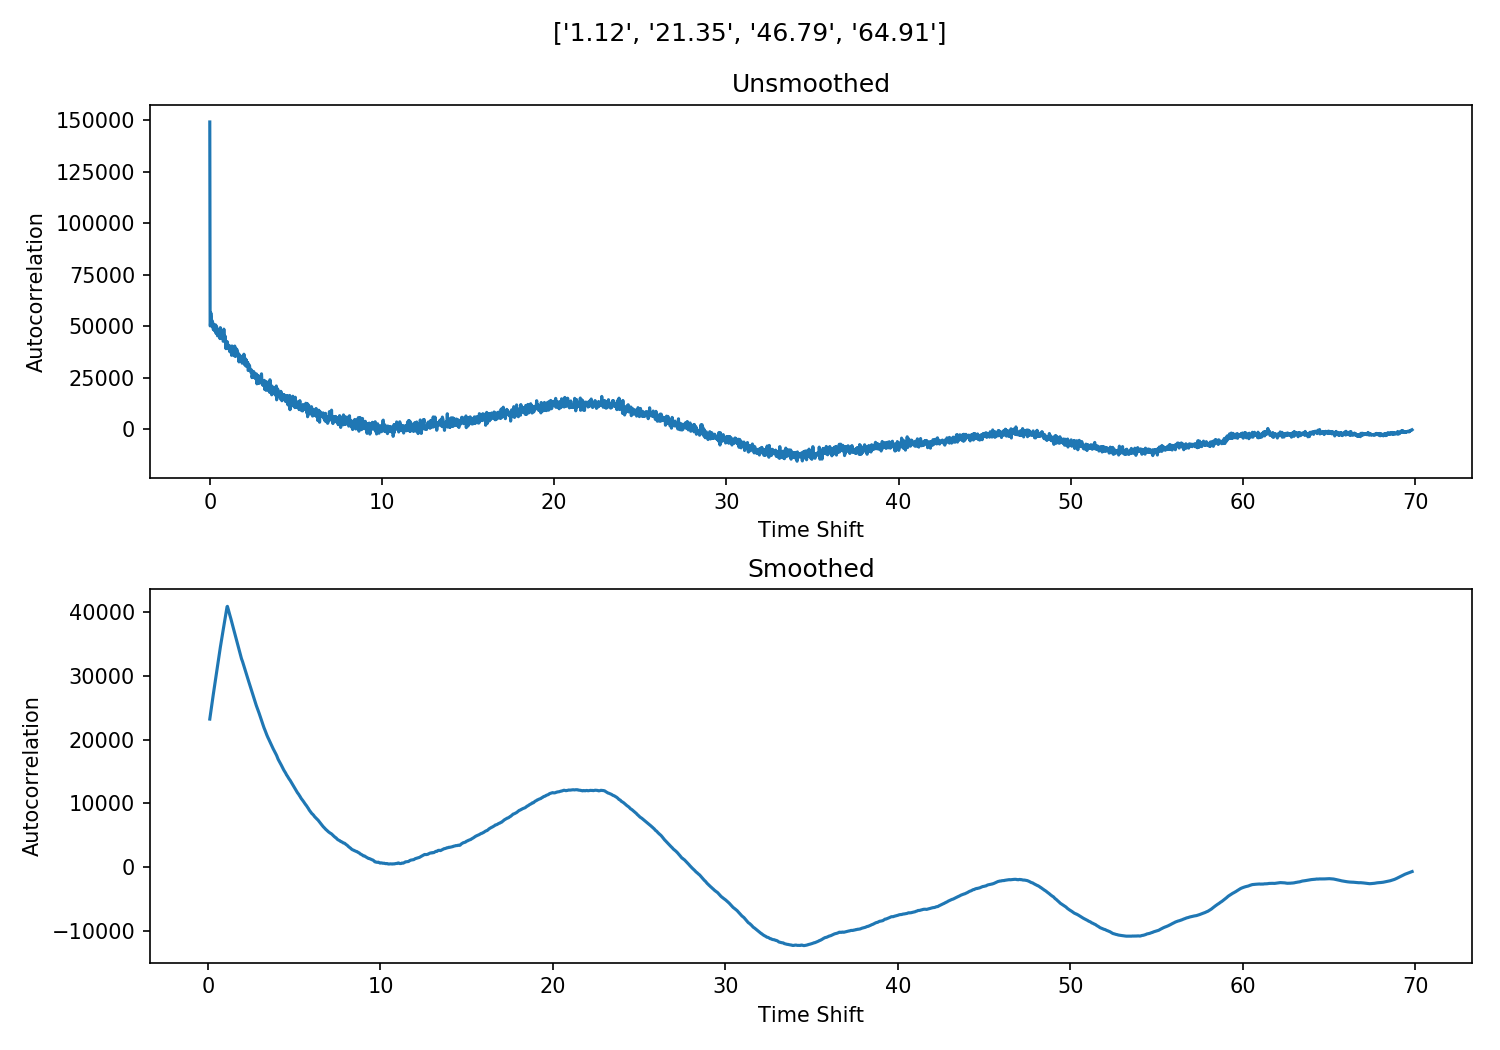 ['1.12', '21.35', '46.79', '64.91']
Unsmoothed
150000
125000
100000
75000
50000
25000
0
Autocorrelation
0 10 20 30 40 50 60 70
Time Shift
Smoothed
40000
30000
20000
10000
0
−10000
Autocorrelation
0 10 20 30 40 50 60 70
Time Shift